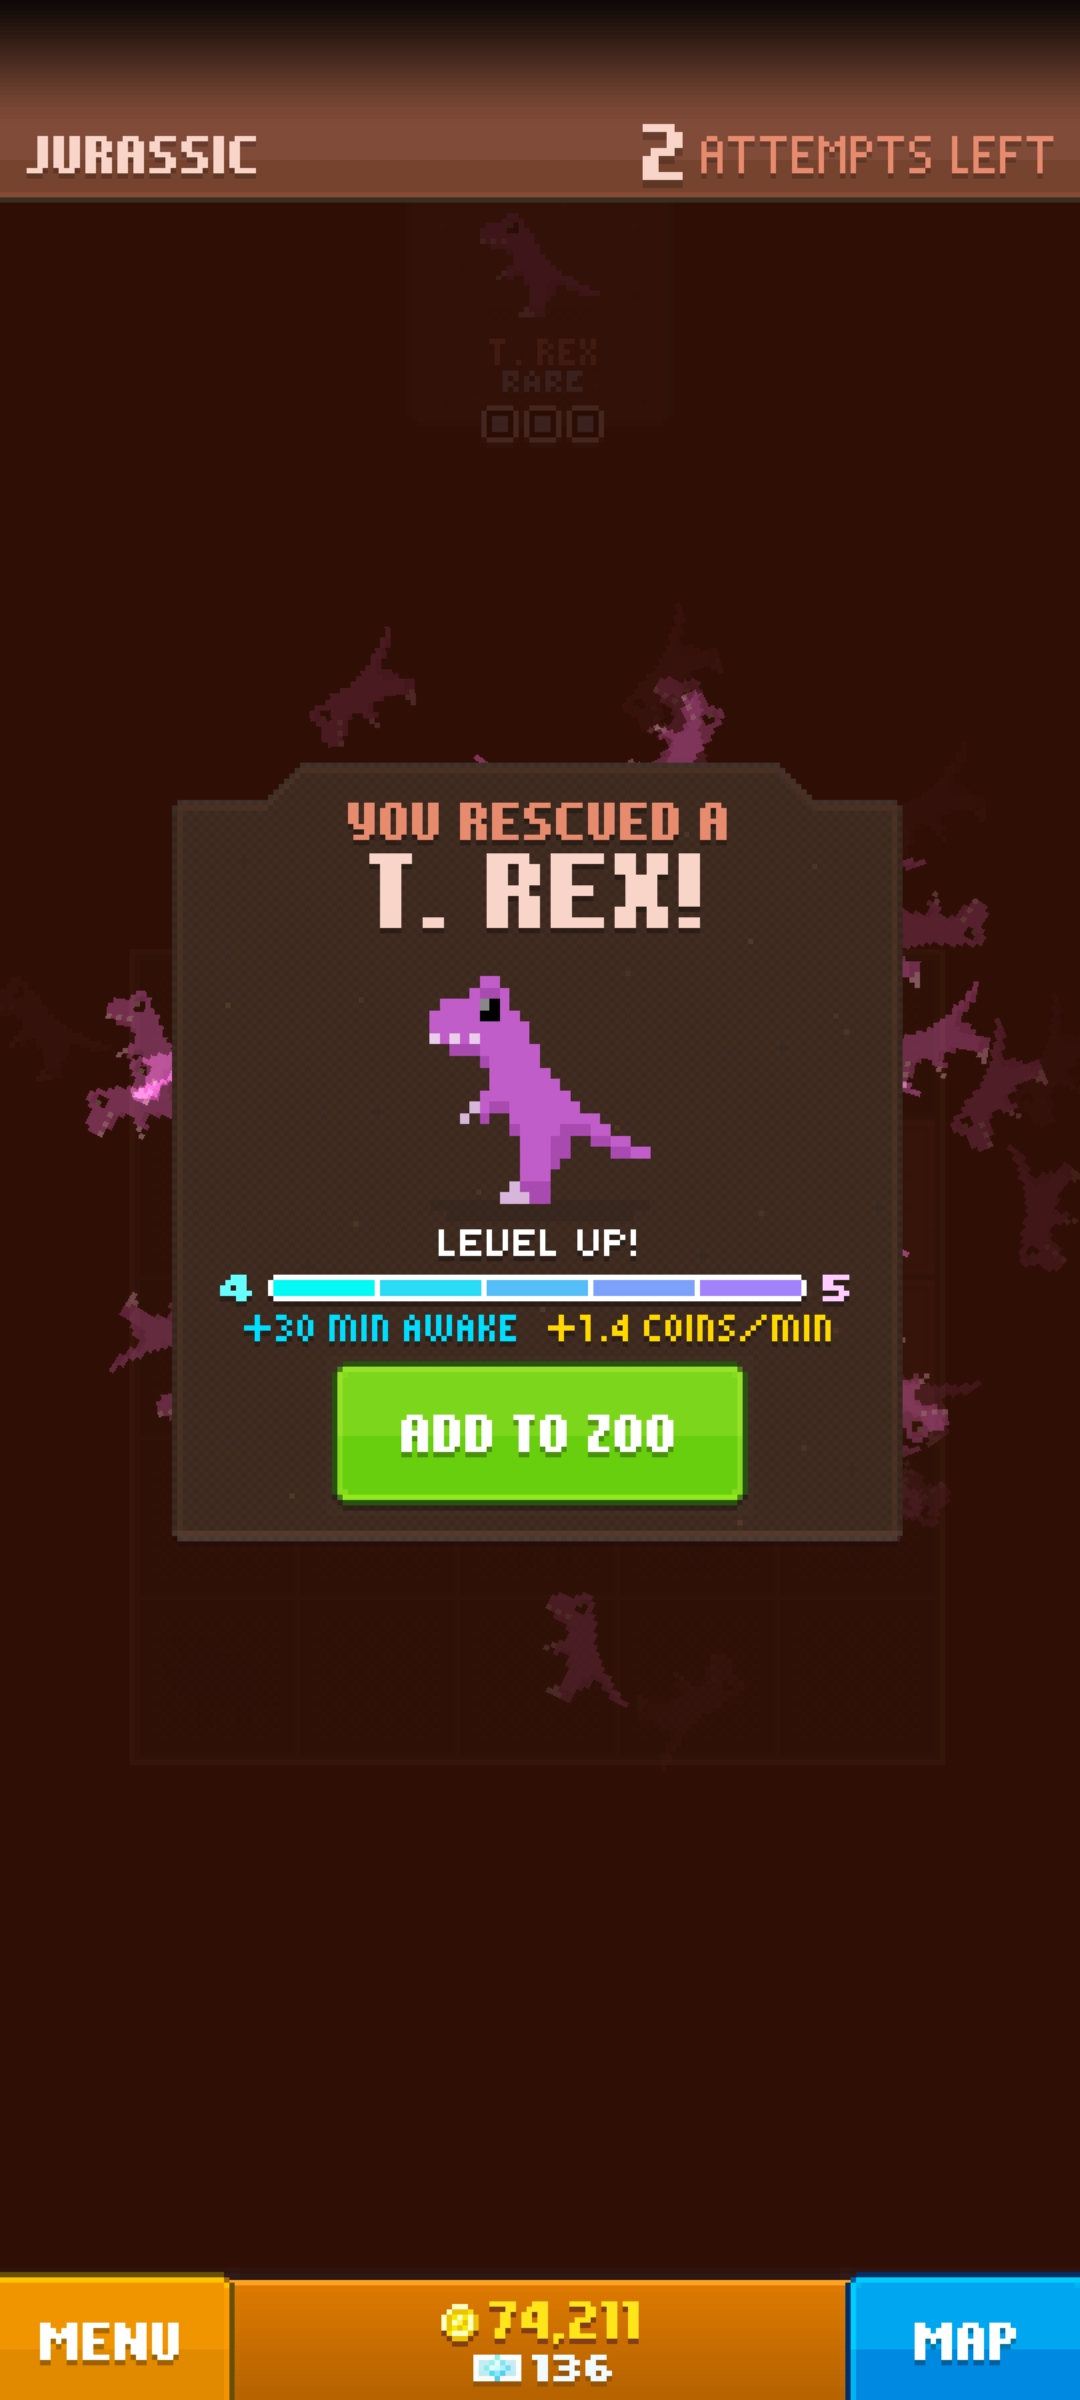 JURASSIC
2 ATTEMPTS LEFT
T. REX
RARE
YOU RESCUED A
T. REX!
LEVEL UP!
4 5
+30 MIN AWAKE +1.4 COINS/MIN
ADD TO ZOO
MENU
74,211
136
MAP